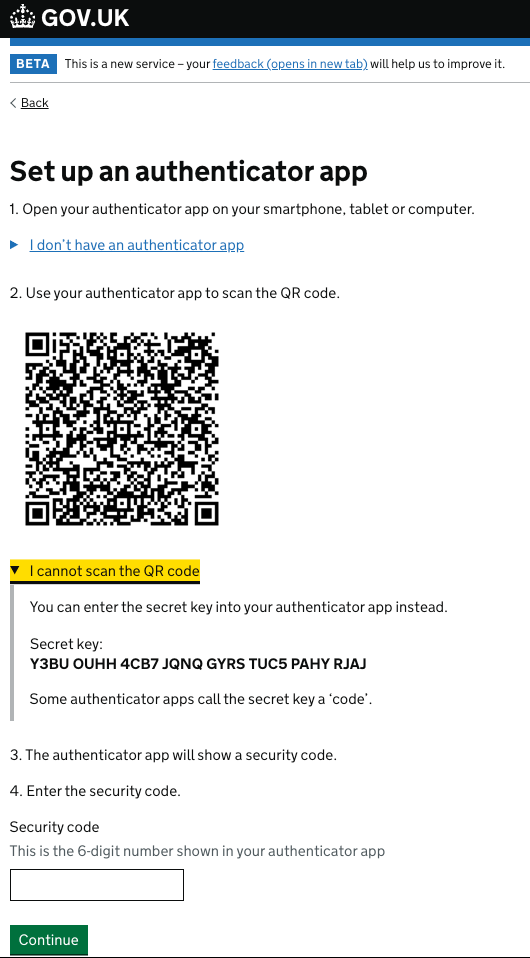 GOV.UK
BETA This is a new service – your feedback (opens in new tab) will help us to improve it.
Back
Set up an authenticator app
1. Open your authenticator app on your smartphone, tablet or computer.
I don’t have an authenticator app
2. Use your authenticator app to scan the QR code.
I cannot scan the QR code
You can enter the secret key into your authenticator app instead.
Secret key:
Y3BU OUHH 4CB7 JQNQ GYRS TUC5 PAHY RJAJ
Some authenticator apps call the secret key a ‘code’.
3. The authenticator app will show a security code.
4. Enter the security code.
Security code
This is the 6-digit number shown in your authenticator app
Continue